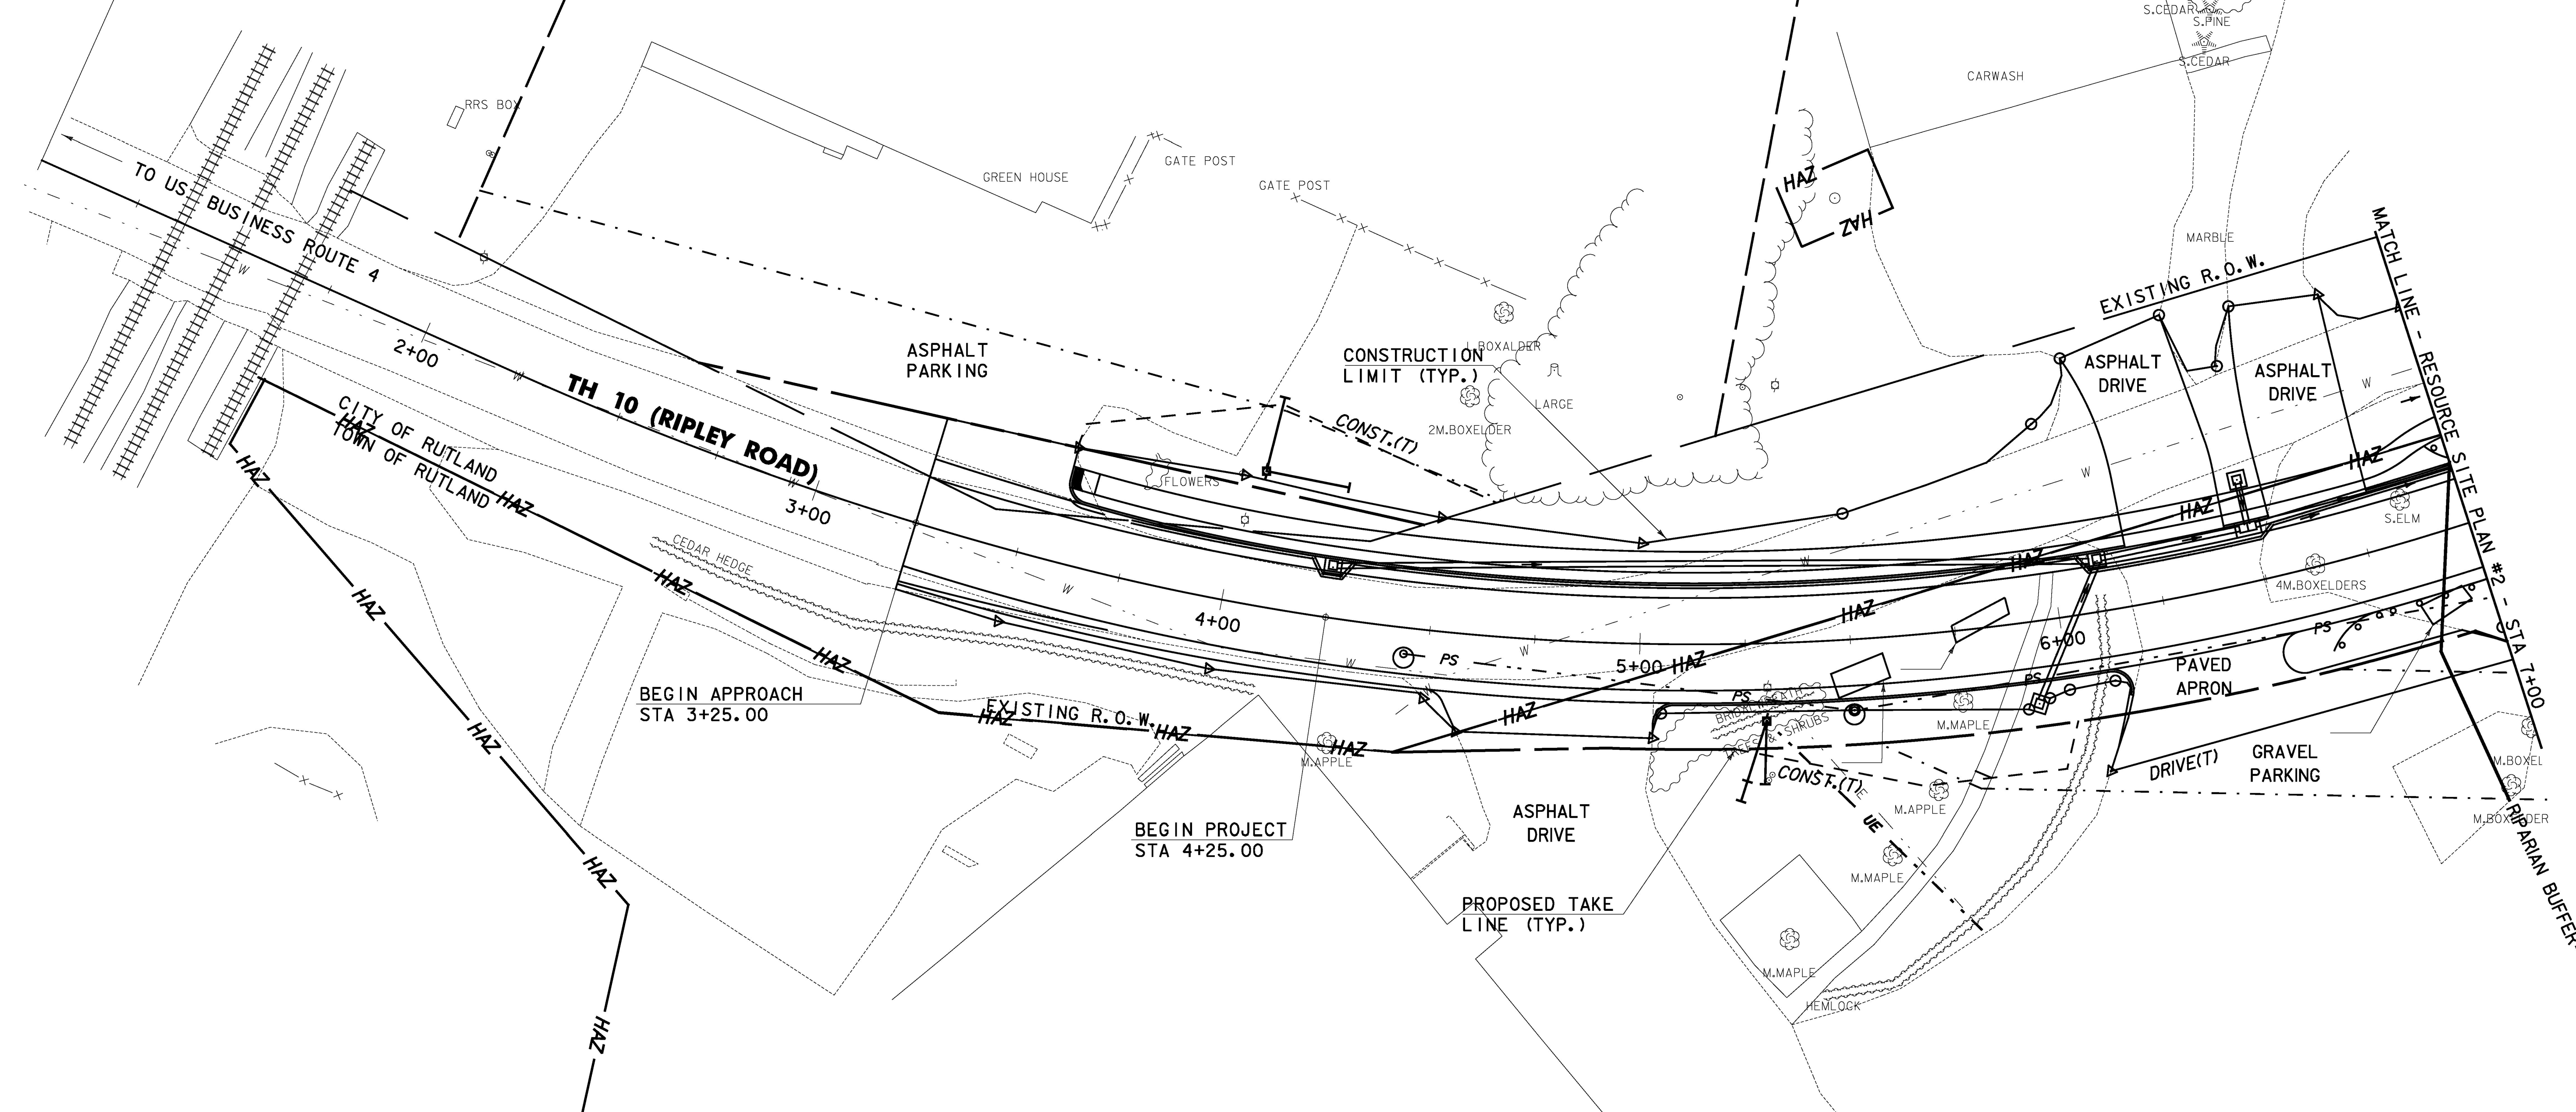 S.CEDAR
S.PINE
S.CEDAR
CARWASH
RRS BOX
GATE POST
GREEN HOUSE
GATE POST
HAZ
HAZ
TO US BUSINESS ROUTE 4
W
MARBLE
EXISTING R.O.W.
MATCH LINE - RESOURCE SITE PLAN #2 - STA 7+00
2+00
ASPHALT
PARKING
CONSTRUCTION
LIMIT (TYP.)
L.BOXALDER
LARGE
2M.BOXELDER
CONST.(T)
ASPHALT
DRIVE
ASPHALT
DRIVE
W
W
W
TH 10 (RIPLEY ROAD)
CITY OF RUTLAND
HAZ
TOWN OF RUTLAND
HAZ
HAZ
W
3+00
FLOWERS
HAZ
HAZ
S.ELM
CEDAR HEDGE
HAZ
HAZ
HAZ
W
W
4+00
HAZ
4M.BOXELDERS
6+00
PS
HAZ
W
W
PS
5+00
HAZ
PAVED
APRON
PS
PS
W
BEGIN APPROACH
STA 3+25.00
EXISTING R.O.W.
HAZ
HAZ
HAZ
HAZ
HAZ
M.APPLE
BRIDAL WREATH
TREES & SHRUBS
M.MAPLE
DRIVE(T)
GRAVEL
PARKING
M.BOXEL
CONST.(T)
M.APPLE
UE
M.BOXELDER
RIPARIAN BUFFER
BEGIN PROJECT
STA 4+25.00
ASPHALT
DRIVE
HAZ
M.MAPLE
PROPOSED TAKE
LINE (TYP.)
M.MAPLE
HEMLOCK
HAZ